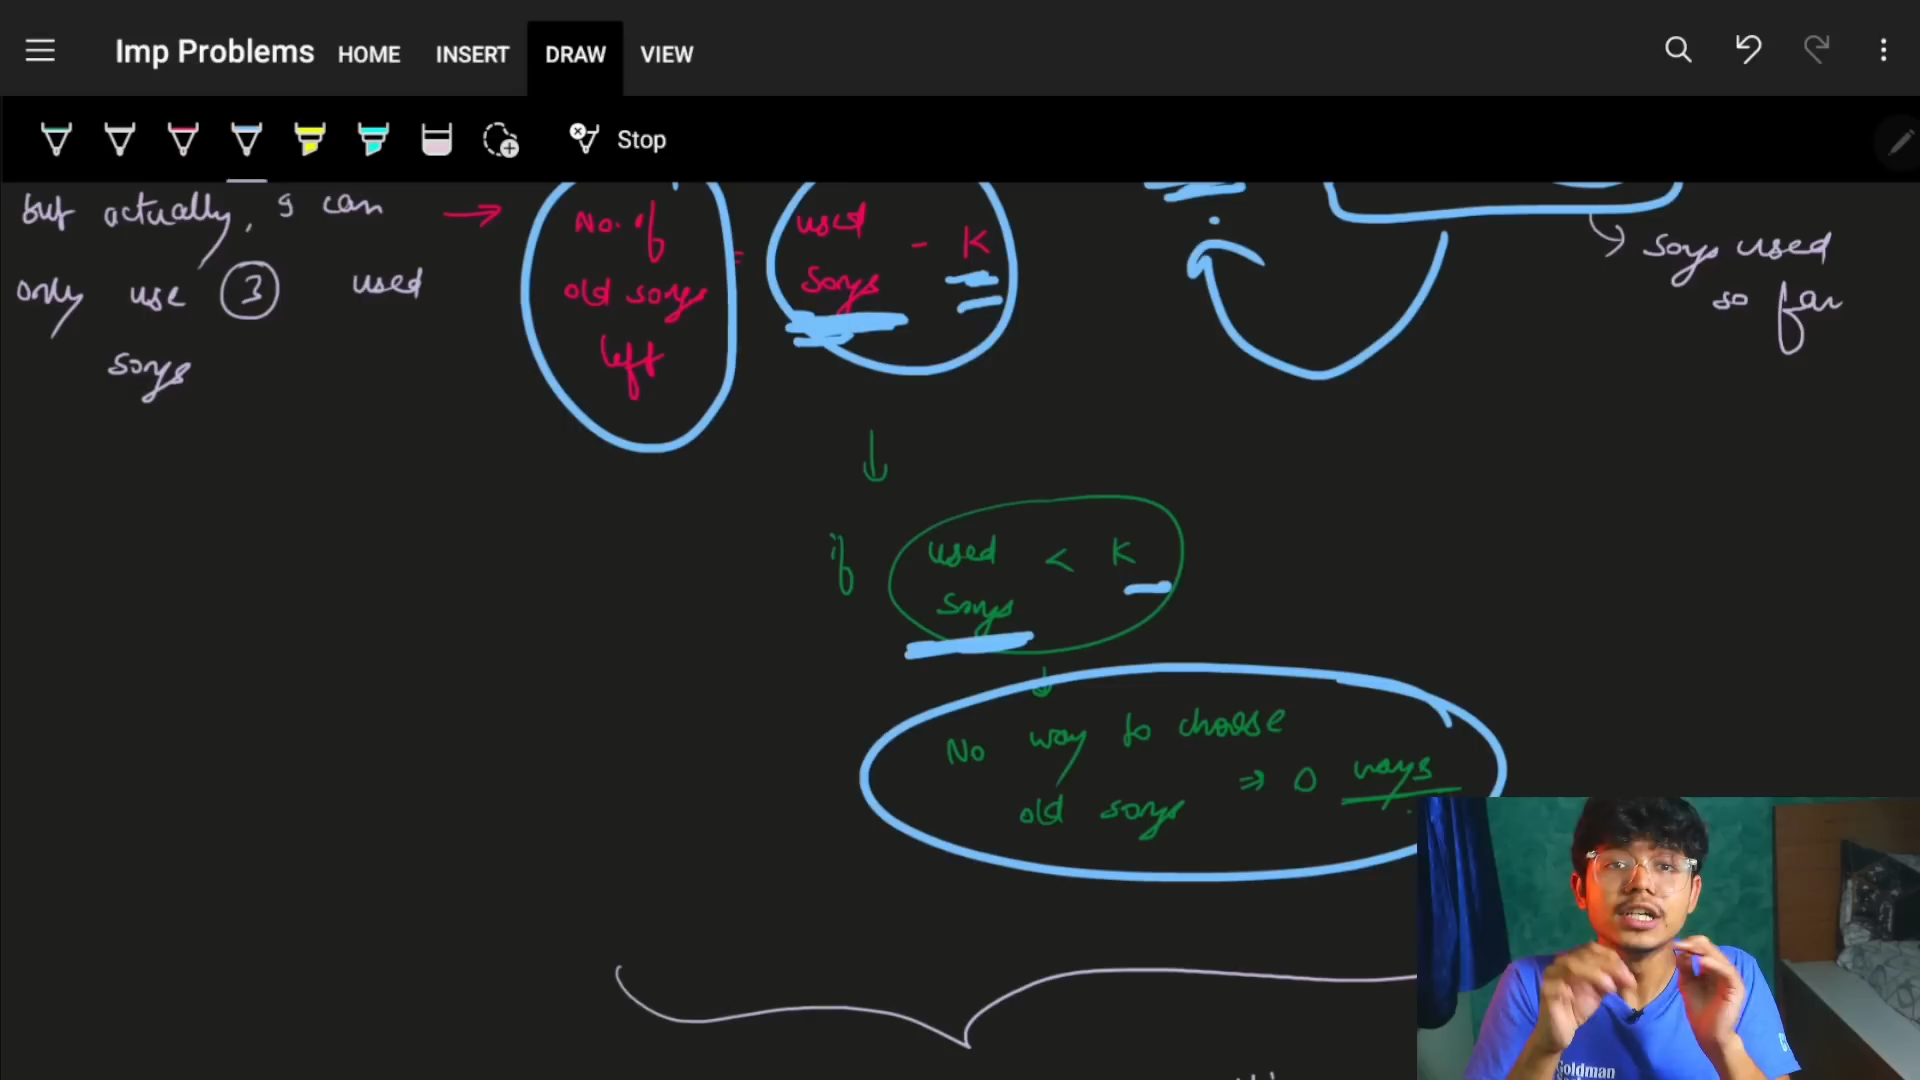 Imp Problems HOME INSERT DRAW VIEW
Stop
but actually, I can →
only use 3 used
songs
No. of
old songs
left
=
used
songs - K
songs used
so far
↓
if used < K
songs
↓
No way to choose
old songs ⇒ 0 ways
Goldman